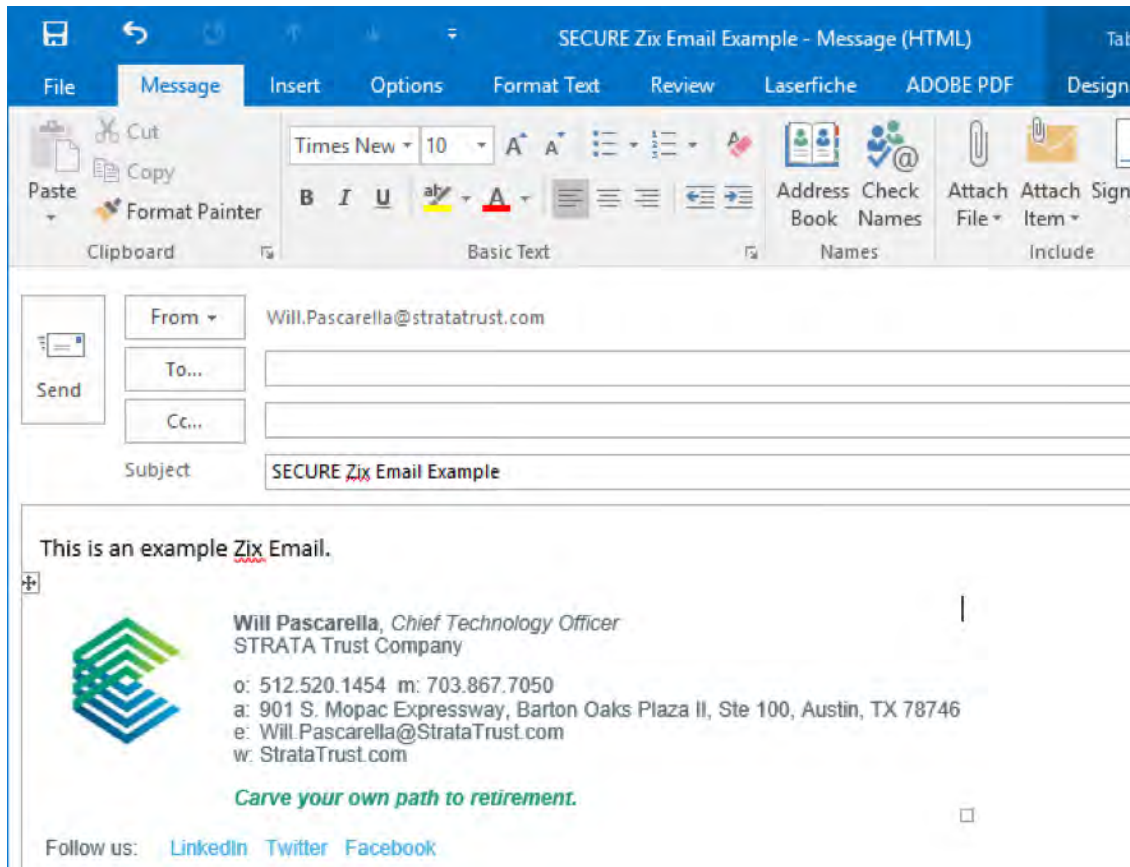 SECURE Zix Email Example - Message (HTML) Tab
File Message Insert Options Format Text Review Laserfiche ADOBE PDF Design
Cut
Copy
Paste
Format Painter
Clipboard
Times New 10
B I U
Basic Text
Address Book
Check Names
Names
Attach File
Attach Item
Sign
Include
Send
From Will.Pascarella@stratatrust.com
To...
Cc...
Subject SECURE Zix Email Example
This is an example Zix Email.
Will Pascarella, Chief Technology Officer
STRATA Trust Company
o: 512.520.1454 m: 703.867.7050
a: 901 S. Mopac Expressway, Barton Oaks Plaza II, Ste 100, Austin, TX 78746
e: Will.Pascarella@StrataTrust.com
w: StrataTrust.com
Carve your own path to retirement.
Follow us: LinkedIn Twitter Facebook